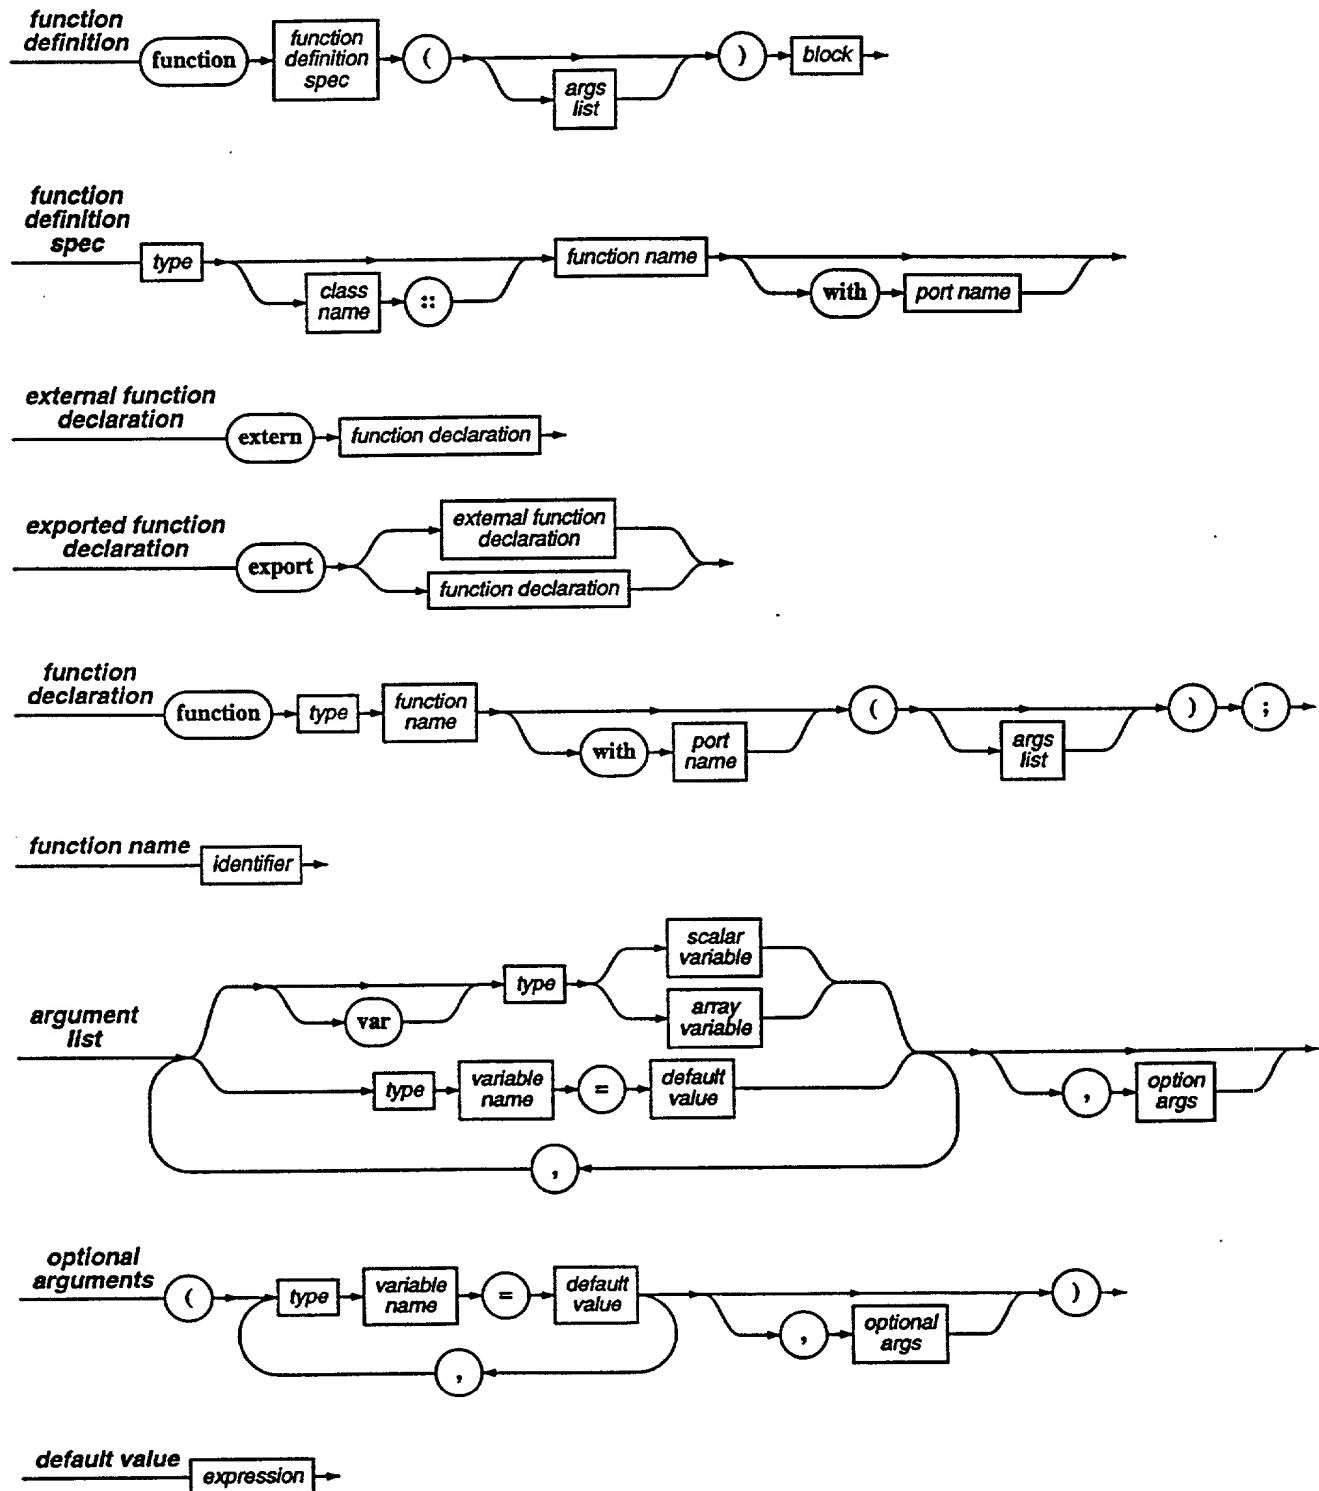 function
definition
function
function
definition
spec
(
args
list
)
block
function
definition
spec
type
class
name
::
function name
with
port name
external function
declaration
extern
function declaration
exported function
declaration
export
external function
declaration
function declaration
function
declaration
function
type
function
name
with
port
name
(
args
list
)
;
function name
identifier
argument
list
var
type
scalar
variable
array
variable
type
variable
name
=
default
value
,
option
args
,
optional
arguments
(
type
variable
name
=
default
value
,
,
optional
args
)
default value
expression